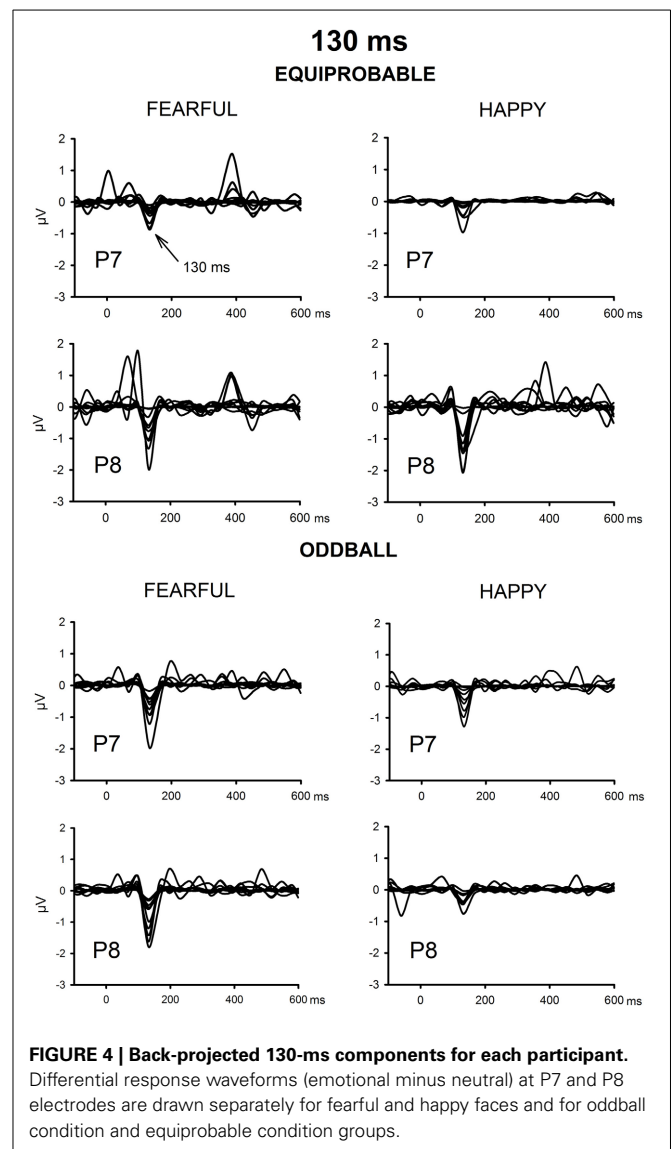 130 ms
EQUIPROBABLE
FEARFUL HAPPY
2 2
1 1
0 0
µV
-1 -1
130 ms
P7 P7
-2 -2
-3 -3
0 200 400 600 ms 0 200 400 600 ms
2 2
1 1
0 0
µV
-1 -1
P8 P8
-2 -2
-3 -3
0 200 400 600 ms 0 200 400 600 ms
ODDBALL
FEARFUL HAPPY
2 2
1 1
0 0
µV
-1 -1
P7 P7
-2 -2
-3 -3
0 200 400 600 ms 0 200 400 600 ms
2 2
1 1
0 0
µV
-1 -1
P8 P8
-2 -2
-3 -3
0 200 400 600 ms 0 200 400 600 ms
FIGURE 4 | Back-projected 130-ms components for each participant.
Differential response waveforms (emotional minus neutral) at P7 and P8
electrodes are drawn separately for fearful and happy faces and for oddball
condition and equiprobable condition groups.